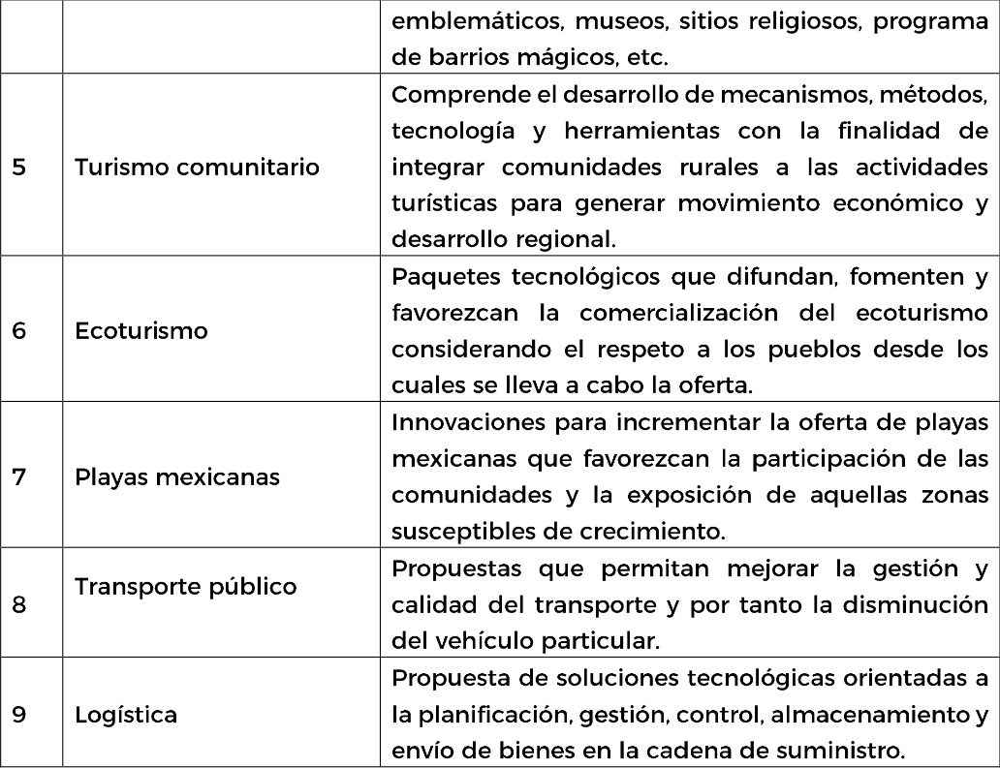 emblemáticos, museos, sitios religiosos, programa
de barrios mágicos, etc.
5
Turismo comunitario
Comprende el desarrollo de mecanismos, métodos,
tecnología y herramientas con la finalidad de
integrar comunidades rurales a las actividades
turísticas para generar movimiento económico y
desarrollo regional.
6
Ecoturismo
Paquetes tecnológicos que difundan, fomenten y
favorezcan la comercialización del ecoturismo
considerando el respeto a los pueblos desde los
cuales se lleva a cabo la oferta.
7
Playas mexicanas
Innovaciones para incrementar la oferta de playas
mexicanas que favorezcan la participación de las
comunidades y la exposición de aquellas zonas
susceptibles de crecimiento.
8
Transporte público
Propuestas que permitan mejorar la gestión y
calidad del transporte y por tanto la disminución
del vehículo particular.
9
Logística
Propuesta de soluciones tecnológicas orientadas a
la planificación, gestión, control, almacenamiento y
envío de bienes en la cadena de suministro.